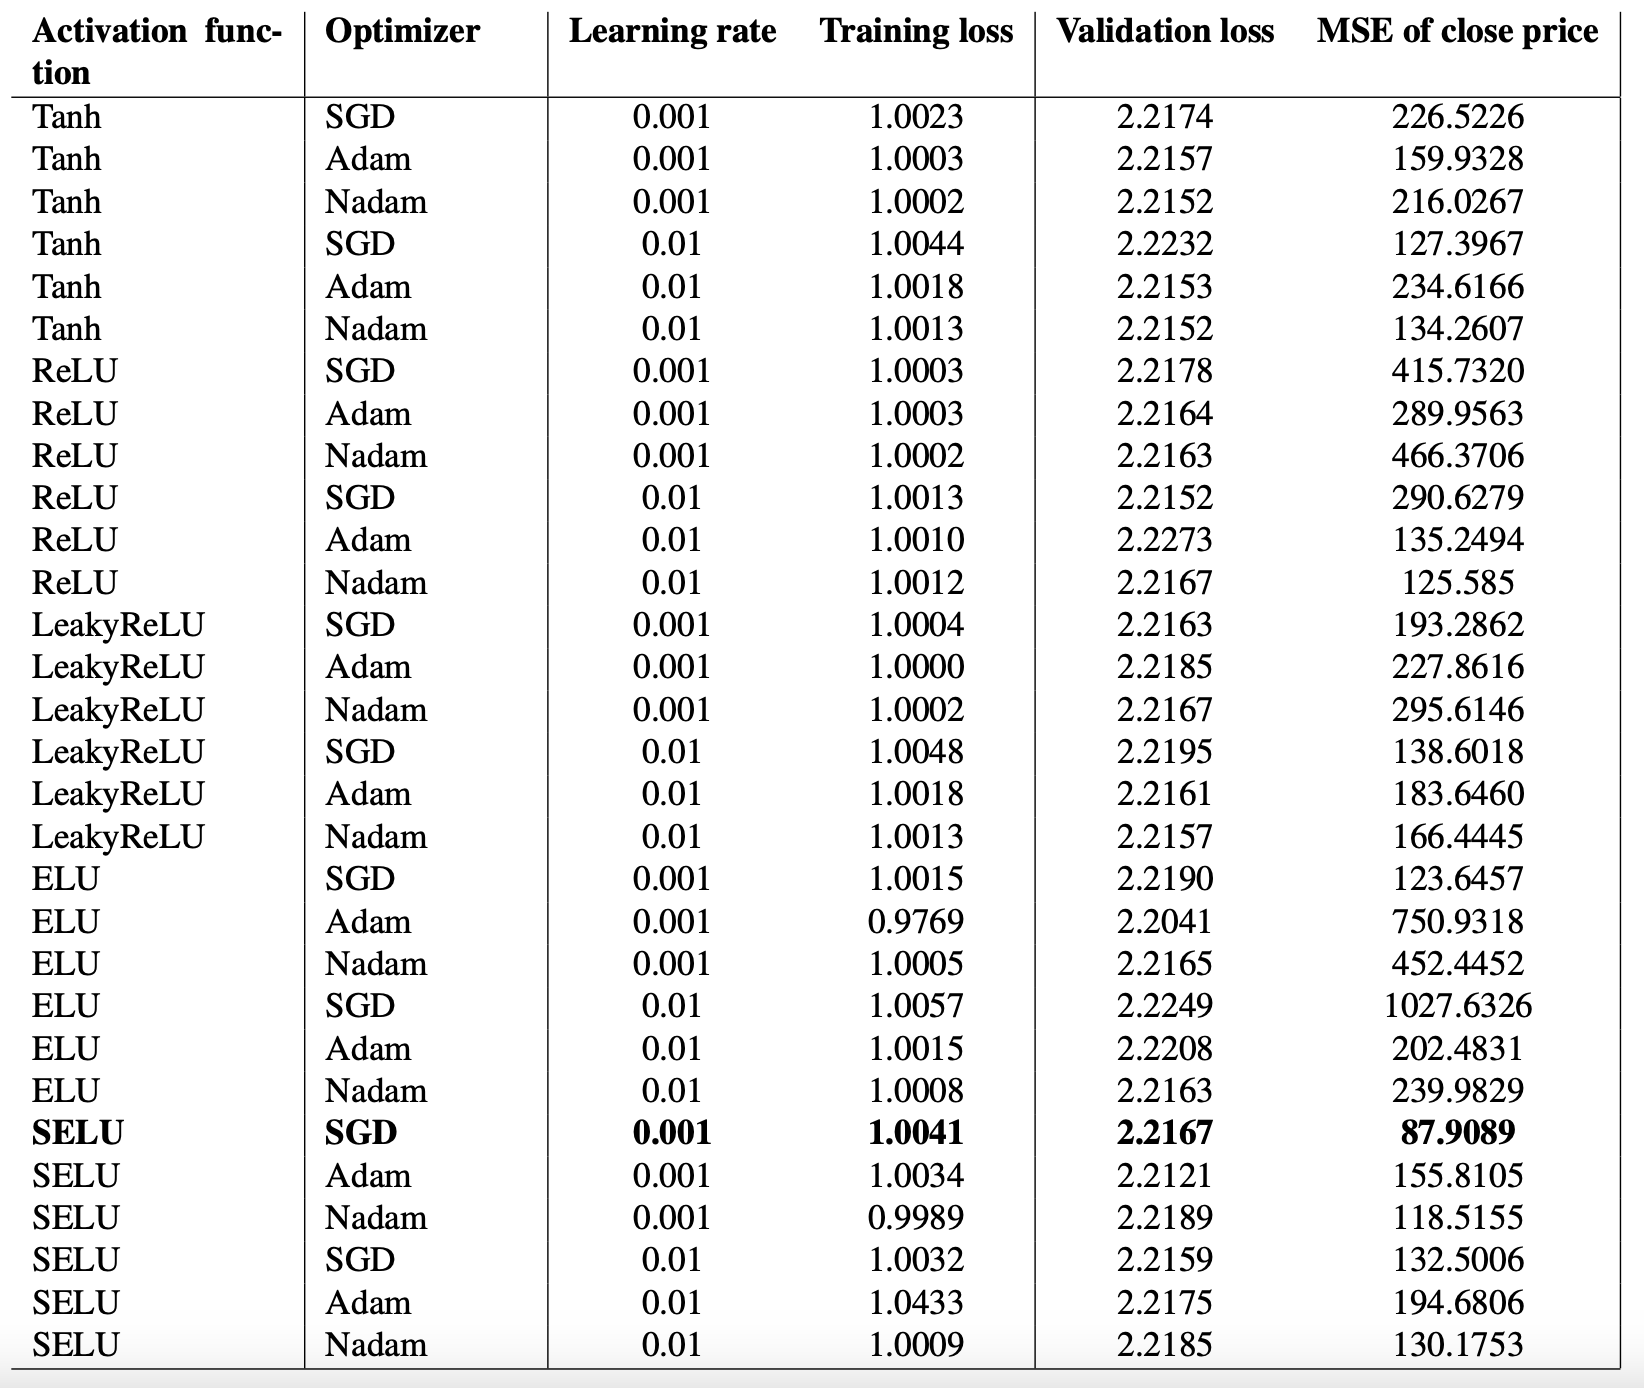 Activation func- Optimizer Learning rate Training loss Validation loss MSE of close price
tion
Tanh SGD 0.001 1.0023 2.2174 226.5226
Tanh Adam 0.001 1.0003 2.2157 159.9328
Tanh Nadam 0.001 1.0002 2.2152 216.0267
Tanh SGD 0.01 1.0044 2.2232 127.3967
Tanh Adam 0.01 1.0018 2.2153 234.6166
Tanh Nadam 0.01 1.0013 2.2152 134.2607
ReLU SGD 0.001 1.0003 2.2178 415.7320
ReLU Adam 0.001 1.0003 2.2164 289.9563
ReLU Nadam 0.001 1.0002 2.2163 466.3706
ReLU SGD 0.01 1.0013 2.2152 290.6279
ReLU Adam 0.01 1.0010 2.2273 135.2494
ReLU Nadam 0.01 1.0012 2.2167 125.585
LeakyReLU SGD 0.001 1.0004 2.2163 193.2862
LeakyReLU Adam 0.001 1.0000 2.2185 227.8616
LeakyReLU Nadam 0.001 1.0002 2.2167 295.6146
LeakyReLU SGD 0.01 1.0048 2.2195 138.6018
LeakyReLU Adam 0.01 1.0018 2.2161 183.6460
LeakyReLU Nadam 0.01 1.0013 2.2157 166.4445
ELU SGD 0.001 1.0015 2.2190 123.6457
ELU Adam 0.001 0.9769 2.2041 750.9318
ELU Nadam 0.001 1.0005 2.2165 452.4452
ELU SGD 0.01 1.0057 2.2249 1027.6326
ELU Adam 0.01 1.0015 2.2208 202.4831
ELU Nadam 0.01 1.0008 2.2163 239.9829
SELU SGD 0.001 1.0041 2.2167 87.9089
SELU Adam 0.001 1.0034 2.2121 155.8105
SELU Nadam 0.001 0.9989 2.2189 118.5155
SELU SGD 0.01 1.0032 2.2159 132.5006
SELU Adam 0.01 1.0433 2.2175 194.6806
SELU Nadam 0.01 1.0009 2.2185 130.1753